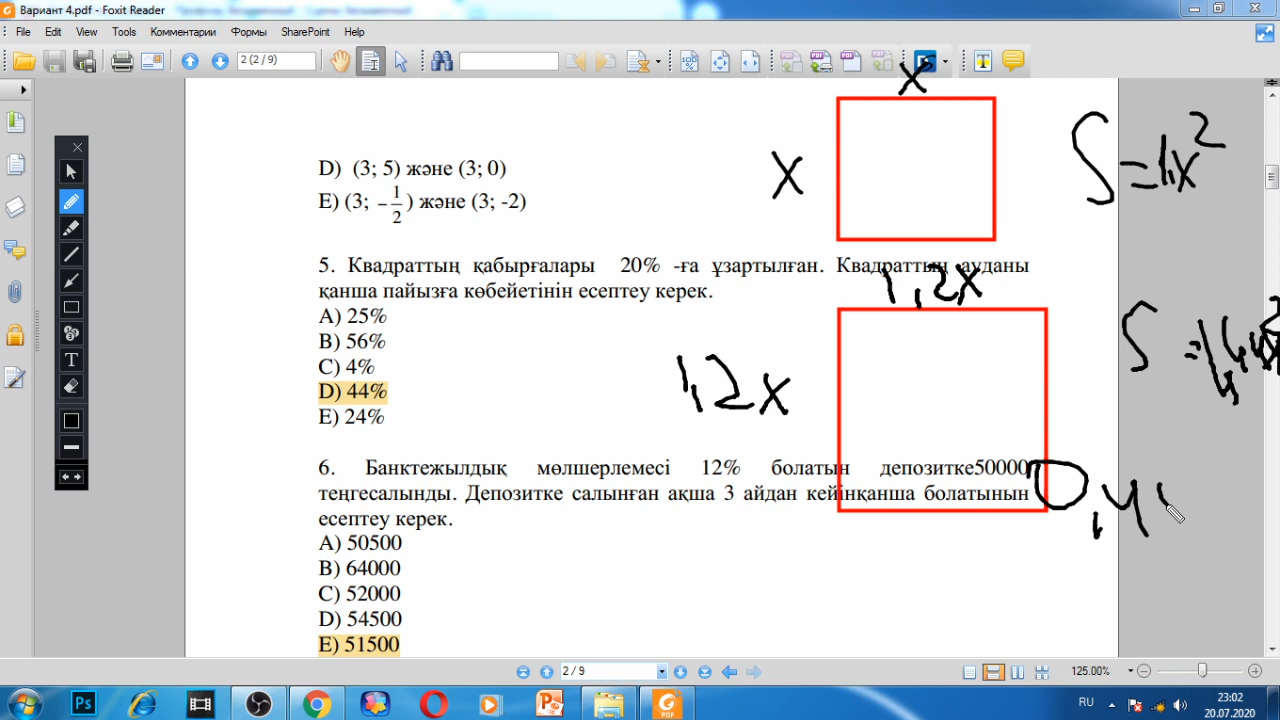 Вариант 4.pdf - Foxit Reader
File Edit View Tools Комментарии Формы SharePoint Help
2 (2 / 9)
x
D) (3; 5) және (3; 0)
x
S = 1x²
E) (3; −1/2) және (3; -2)
5. Квадраттың қабырғалары 20% -ға ұзартылған. Квадраттың ауданы
қанша пайызға көбейетінін есептеу керек.
1,2x
A) 25%
B) 56%
S =
C) 4%
1,2x
D) 44%
E) 24%
6. Банктежылдық мөлшерлемесі 12% болатын депозитке50000
теңгесалынды. Депозитке салынған ақша 3 айдан кейінқанша болатынын
есептеу керек.
0,4
A) 50500
B) 64000
C) 52000
D) 54500
E) 51500
2 / 9
125.00%
Ps
RU
23:02
20.07.2020